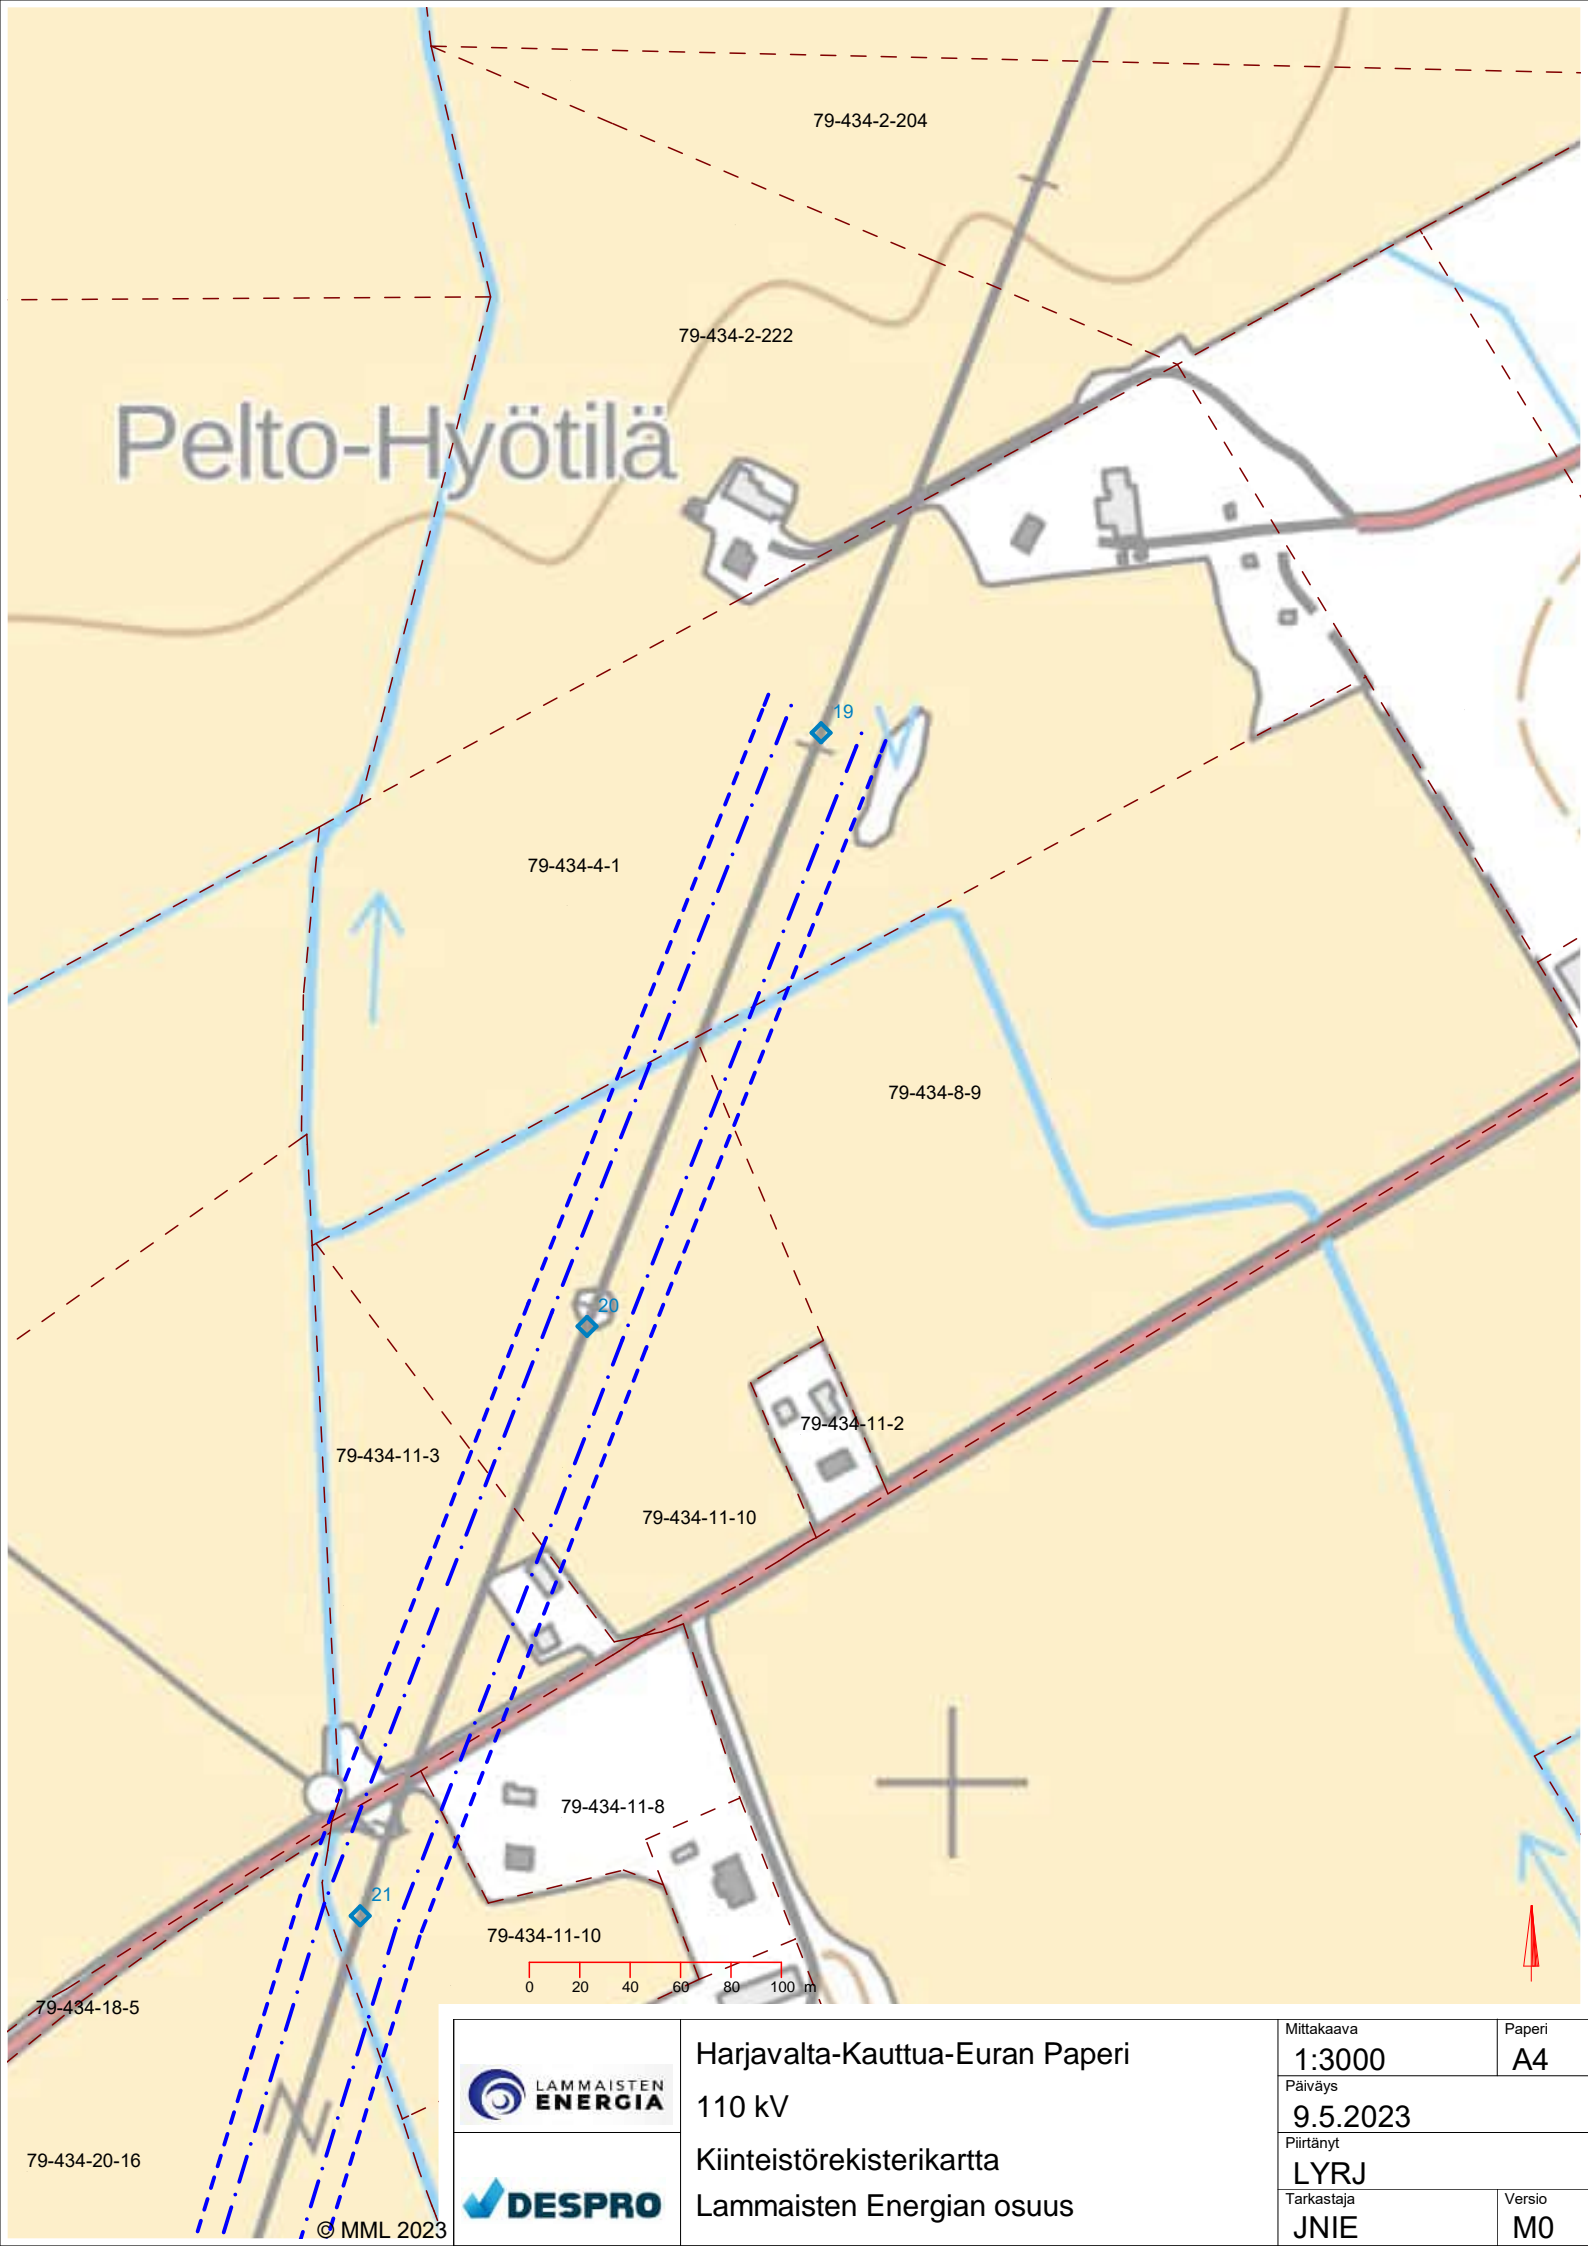 79-434-2-204
79-434-2-222
Pelto-Hyötilä
19
79-434-4-1
79-434-8-9
20
79-434-11-2
79-434-11-3
79-434-11-10
79-434-11-8
21
79-434-11-10
0 20 40 60 80 100 m
79-434-18-5
79-434-20-16
© MML 2023
LAMMAISTEN
ENERGIA
DESPRO
Harjavalta-Kauttua-Euran Paperi
110 kV
Kiinteistörekisterikartta
Lammaisten Energian osuus
Mittakaava
1:3000
Paperi
A4
Päiväys
9.5.2023
Piirtänyt
LYRJ
Tarkastaja
JNIE
Versio
M0